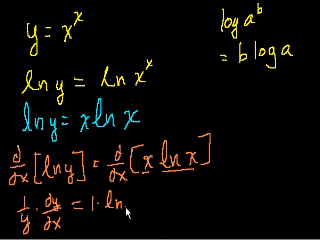 y = x^x
ln y = ln x^x
ln y = x ln x
d/dx [ln y] = d/dx [x ln x]
1/y · dy/dx = 1 · ln
log a^b
= b log a